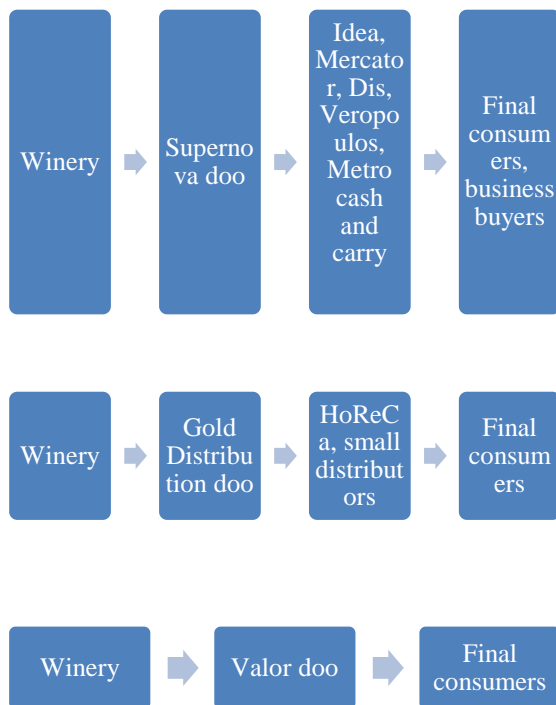 Winery
Superno
va doo
Idea,
Mercato
r, Dis,
Veropo
ulos,
Metro
cash
and
carry
Final
consum
ers,
business
buyers
Winery
Gold
Distribu
tion doo
HoReC
a, small
distribut
ors
Final
consum
ers
Winery
Valor doo
Final
consumers